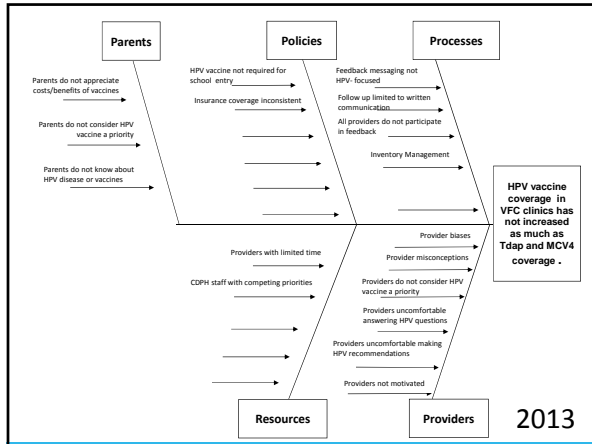 Parents
Policies
Processes
Parents do not appreciate
costs/benefits of vaccines
Parents do not consider HPV
vaccine a priority
Parents do not know about
HPV disease or vaccines
HPV vaccine not required for
school entry
Insurance coverage inconsistent
Feedback messaging not
HPV- focused
Follow up limited to written
communication
All providers do not participate
in feedback
Inventory Management
HPV vaccine
coverage in
VFC clinics has
not increased
as much as
Tdap and MCV4
coverage .
Providers with limited time
CDPH staff with competing priorities
Provider biases
Provider misconceptions
Providers do not consider HPV
vaccine a priority
Providers uncomfortable
answering HPV questions
Providers uncomfortable making
HPV recommendations
Providers not motivated
Resources
Providers
2013